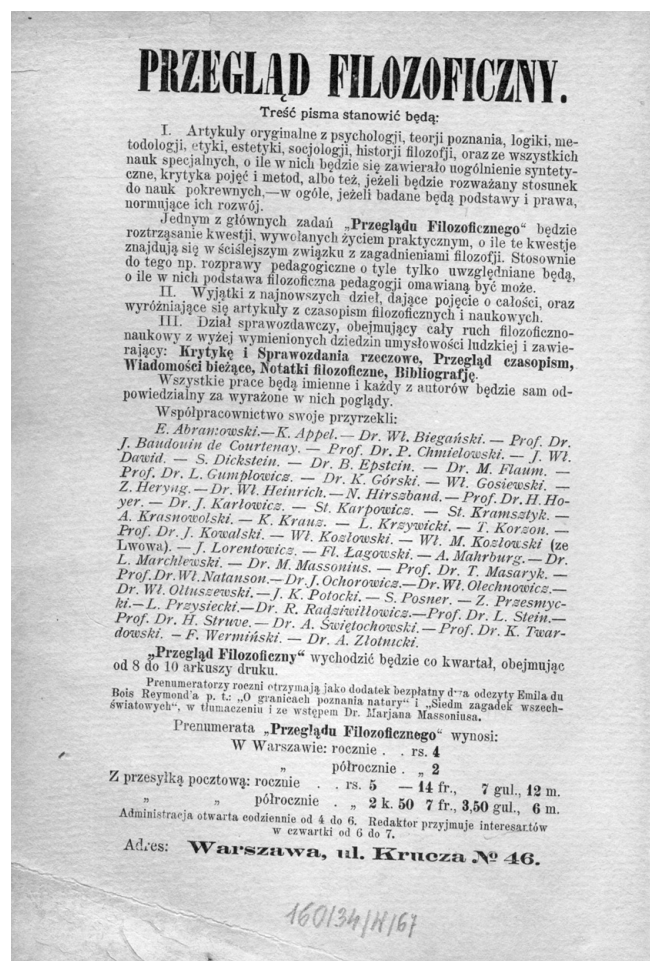 PRZEGLĄD FILOZOFICZNY.
Treść pisma stanowić będą:
I. Artykuły oryginalne z psychologji, teorji poznania, logiki, me-
todologji, etyki, estetyki, socjologji, historji filozofji, oraz ze wszystkich
nauk specjalnych, o ile w nich będzie się zawierało uogólnienie syntety-
czne, krytyka pojęć i metod, albo też, jeżeli będzie rozważany stosunek
do nauk pokrewnych,—w ogóle, jeżeli badane będą podstawy i prawa,
normujące ich rozwój.
Jednym z głównych zadań „Przeglądu Filozoficznego“ będzie
roztrząsanie kwestji, wywołanych życiem praktycznym, o ile te kwestje
znajdują się w ściślejszym związku z zagadnieniami filozofji. Stosownie
do tego np. rozprawy pedagogiczne o tyle tylko uwzględniane będą,
o ile w nich podstawa filozoficzna pedagogji omawianą być może.
II. Wyjątki z najnowszych dzieł, dające pojęcie o całości, oraz
wyróżniające się artykuły z czasopism filozoficznych i naukowych.
III. Dział sprawozdawczy, obejmujący cały ruch filozoficzno-
naukowy z wyżej wymienionych dziedzin umysłowości ludzkiej i zawie-
rający: Krytykę i Sprawozdania rzeczowe, Przegląd czasopism,
Wiadomości bieżące, Notatki filozoficzne, Bibliografję.
Wszystkie prace będą imienne i każdy z autorów będzie sam od-
powiedzialny za wyrażone w nich poglądy.
Współpracownictwo swoje przyrzekli:
E. Abramowski.—K. Appel.— Dr. Wł. Biegański. — Prof. Dr.
J. Baudouin de Courtenay. — Prof. Dr. P. Chmielowski. — J. Wł.
Dawid. — S. Dickstein. — Dr. B. Epstein. — Dr. M. Flaum. —
Prof. Dr. L. Gumplowicz. — Dr. K. Górski. — Wł. Gosiewski. —
Z. Heryng.—Dr. Wł. Heinrich.—N. Hirszband.—Prof. Dr. H. Ho-
yer. — Dr. J. Karłowicz. — St. Karpowicz. — St. Kramsztyk. —
A. Krasnowolski. — K. Krauz. — L. Krzywicki. — T. Korzon. —
Prof. Dr. J. Kowalski. — Wł. Kozłowski. — Wł. M. Kozłowski (ze
Lwowa). — J. Lorentowicz. — Fl. Łagowski. — A. Mahrburg. — Dr.
L. Marchlewski. — Dr. M. Massonius. — Prof. Dr. T. Masaryk. —
Prof. Dr. Wł. Natanson.—Dr. J. Ochorowicz.—Dr. Wł. Olechnowicz.—
Dr. Wł. Ołtuszewski.—J. K. Potocki. — S. Posner. — Z. Przesmyc-
ki.—L. Przysiecki.—Dr. R. Radziwiłłowicz.—Prof. Dr. L. Stein.—
Prof. Dr. H. Struve. — Dr. A. Świętochowski. — Prof. Dr. K. Twar-
dowski. — F. Wermiński. — Dr. A. Złotnicki.
„Przegląd Filozoficzny“ wychodzić będzie co kwartał, obejmując
od 8 do 10 arkuszy druku.
Prenumeratorzy roczni otrzymają jako dodatek bezpłatny dwa odczyty Emila du
Bois Reymond'a p. t.: „O granicach poznania natury“ i „Siedm zagadek wszech-
światowych“, w tłumaczeniu i ze wstępem Dr. Marjana Massoniusa.
Prenumerata „Przeglądu Filozoficznego“ wynosi:
W Warszawie: rocznie . . rs. 4
„ półrocznie . „ 2
Z przesyłką pocztową: rocznie . . rs. 5 — 14 fr., 7 gul., 12 m.
„ „ półrocznie . „ 2 k. 50 7 fr., 3,50 gul., 6 m.
Administracja otwarta codziennie od 4 do 6. Redaktor przyjmuje interesantów
w czwartki od 6 do 7.
Adres: Warszawa, ul. Krucza № 46.
160/34/K/67